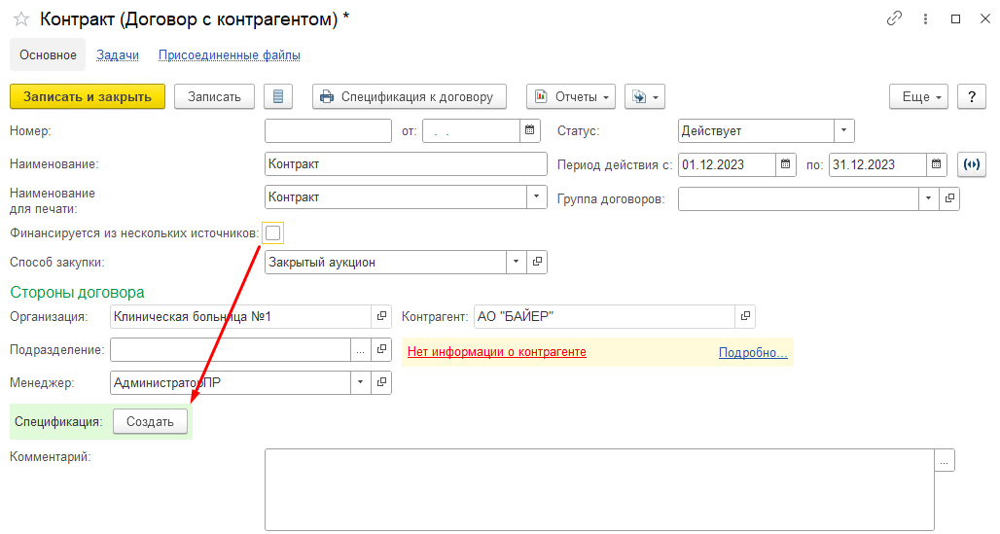 Контракт (Договор с контрагентом) *
Основное Задачи Присоединенные файлы
Записать и закрыть Записать Спецификация к договору Отчеты Еще ?
Номер: от: . . Статус: Действует
Наименование: Контракт Период действия с: 01.12.2023 по: 31.12.2023
Наименование
для печати: Контракт Группа договоров:
Финансируется из нескольких источников:
Способ закупки: Закрытый аукцион
Стороны договора
Организация: Клиническая больница №1 Контрагент: АО "БАЙЕР"
Подразделение: ... Нет информации о контрагенте Подробно...
Менеджер: АдминистраторПР
Спецификация: Создать
Комментарий: ...